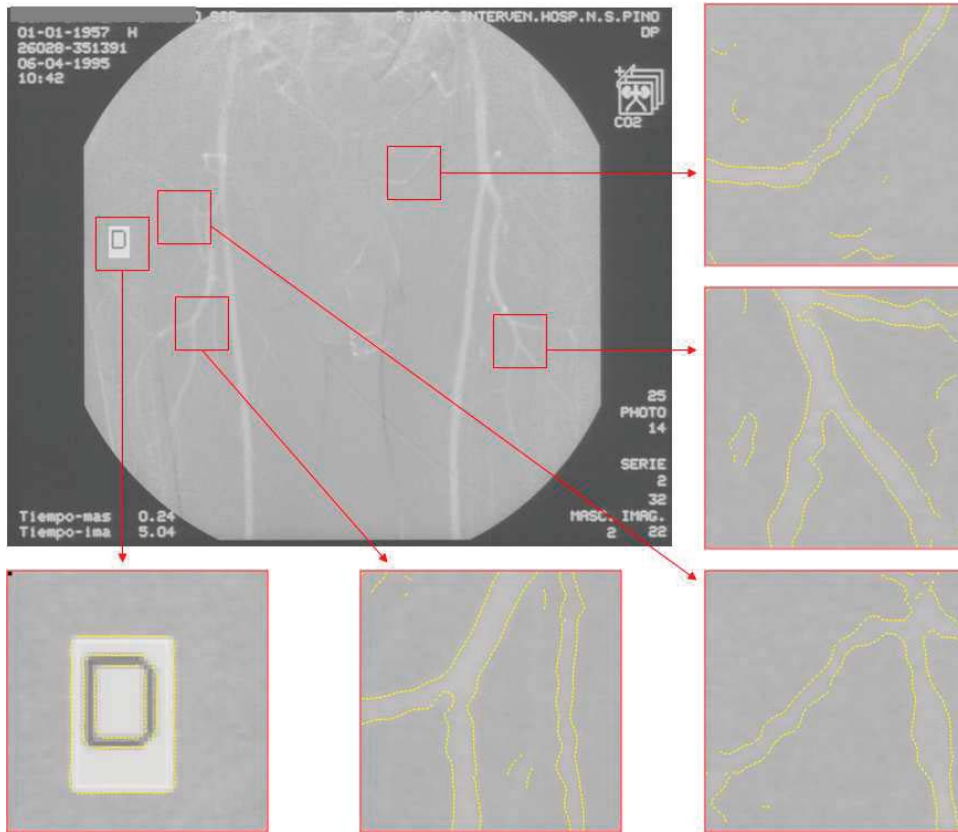 R.VASC.INTERVEN.HOSP.N.S.PINO
01-01-1957 H
DP
26028-351391
06-04-1995
10:42
CO2
D
25
PHOTO
14
SERIE
2
32
Tiempo-mas 0.24
MASC. IMAG.
Tiempo-ima 5.04
2 22